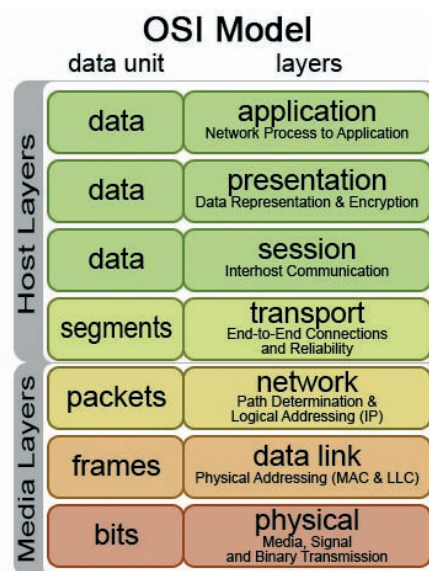 OSI Model
data unit layers
Host Layers
data application
Network Process to Application
data presentation
Data Representation & Encryption
data session
Interhost Communication
segments transport
End-to-End Connections
and Reliability
Media Layers
packets network
Path Determination &
Logical Addressing (IP)
frames data link
Physical Addressing (MAC & LLC)
bits physical
Media, Signal
and Binary Transmission